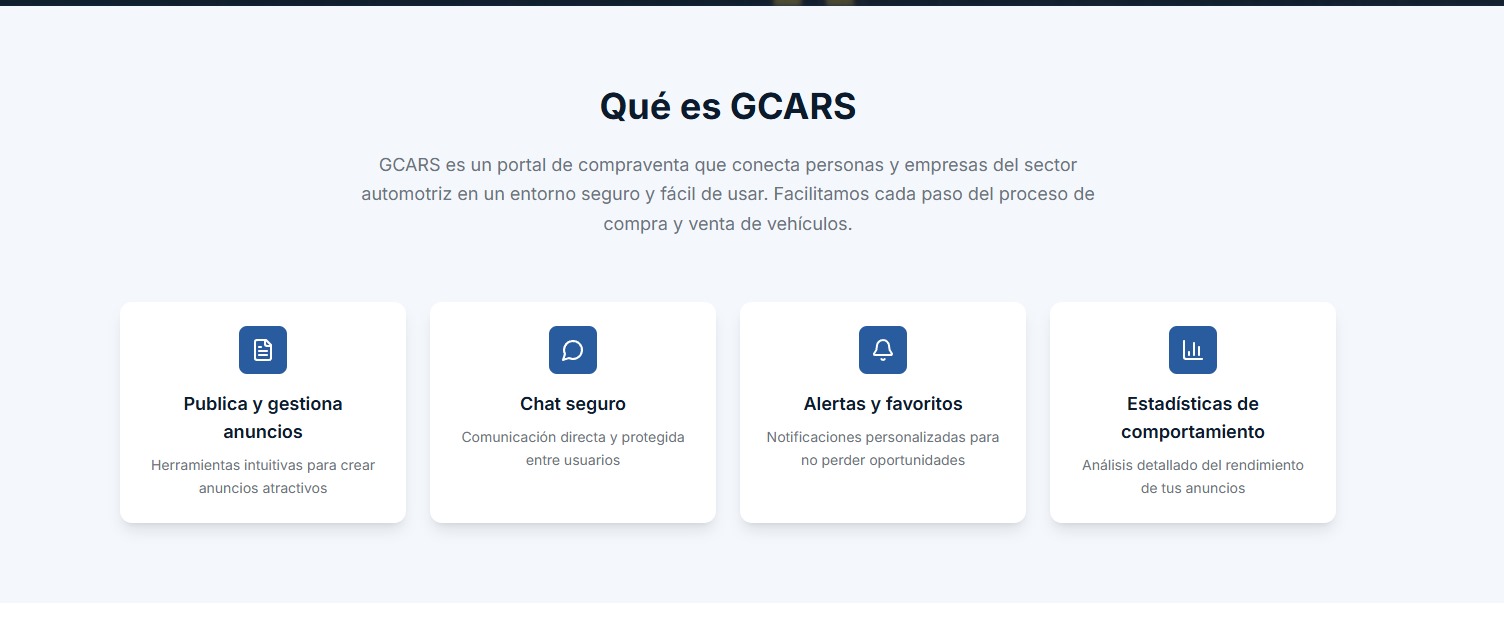 Qué es GCARS
GCARS es un portal de compraventa que conecta personas y empresas del sector
automotriz en un entorno seguro y fácil de usar. Facilitamos cada paso del proceso de
compra y venta de vehículos.
Publica y gestiona
anuncios
Herramientas intuitivas para crear
anuncios atractivos
Chat seguro
Comunicación directa y protegida
entre usuarios
Alertas y favoritos
Notificaciones personalizadas para
no perder oportunidades
Estadísticas de
comportamiento
Análisis detallado del rendimiento
de tus anuncios